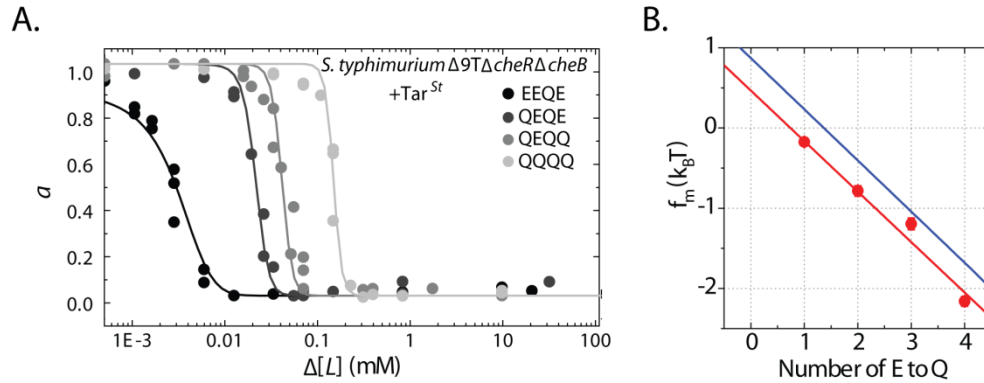 A.
S. typhimurium Δ9TΔcheRΔcheB
+Tar^St
EEQE
QEQE
QEQQ
QQQQ
a
1.0
0.8
0.6
0.4
0.2
0.0
1E-3
0.01
0.1
1
10
100
Δ[L] (mM)
B.
f_m(k_BT)
1
0
-1
-2
0
1
2
3
4
Number of E to Q